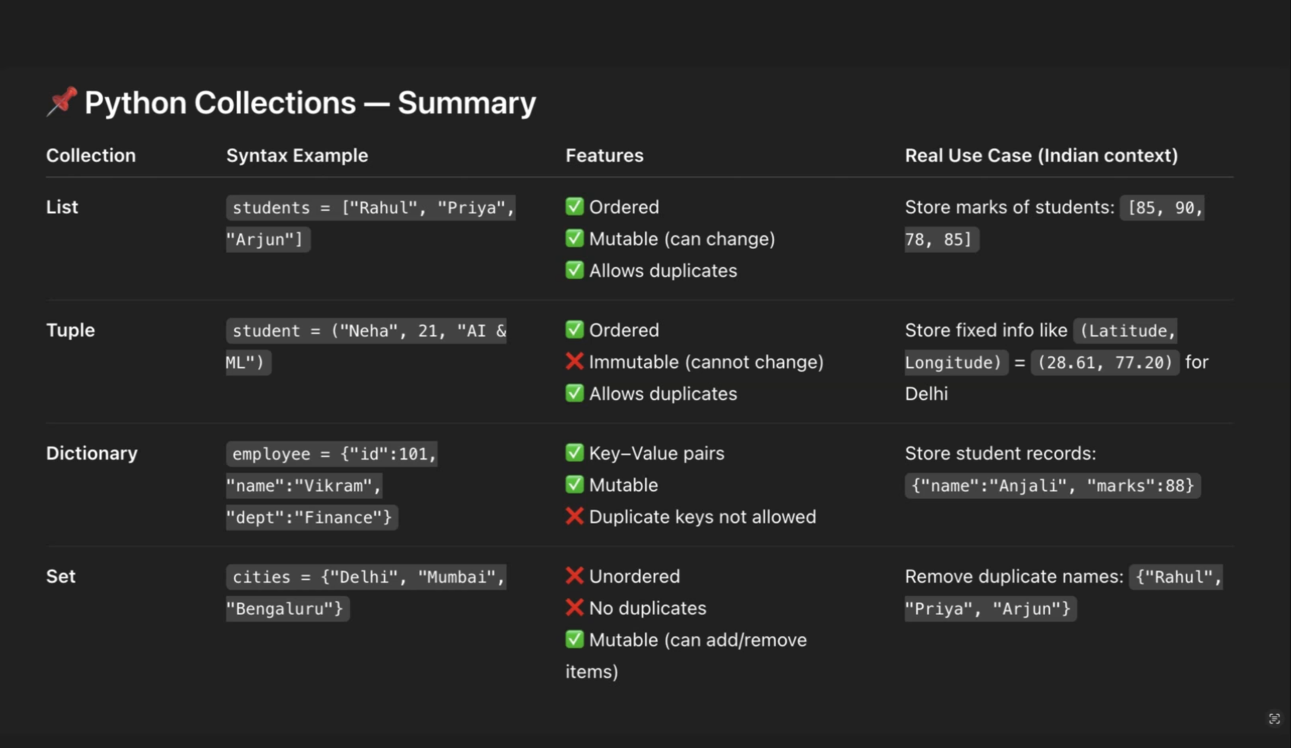 📌 Python Collections — Summary
Collection Syntax Example Features Real Use Case (Indian context)
List
students = ["Rahul", "Priya",
"Arjun"]
✅ Ordered
✅ Mutable (can change)
✅ Allows duplicates
Store marks of students: [85, 90,
78, 85]
Tuple
student = ("Neha", 21, "AI &
ML")
✅ Ordered
❌ Immutable (cannot change)
✅ Allows duplicates
Store fixed info like (Latitude,
Longitude) = (28.61, 77.20) for
Delhi
Dictionary
employee = {"id":101,
"name":"Vikram",
"dept":"Finance"}
✅ Key–Value pairs
✅ Mutable
❌ Duplicate keys not allowed
Store student records:
{"name":"Anjali", "marks":88}
Set
cities = {"Delhi", "Mumbai",
"Bengaluru"}
❌ Unordered
❌ No duplicates
✅ Mutable (can add/remove
items)
Remove duplicate names: {"Rahul",
"Priya", "Arjun"}